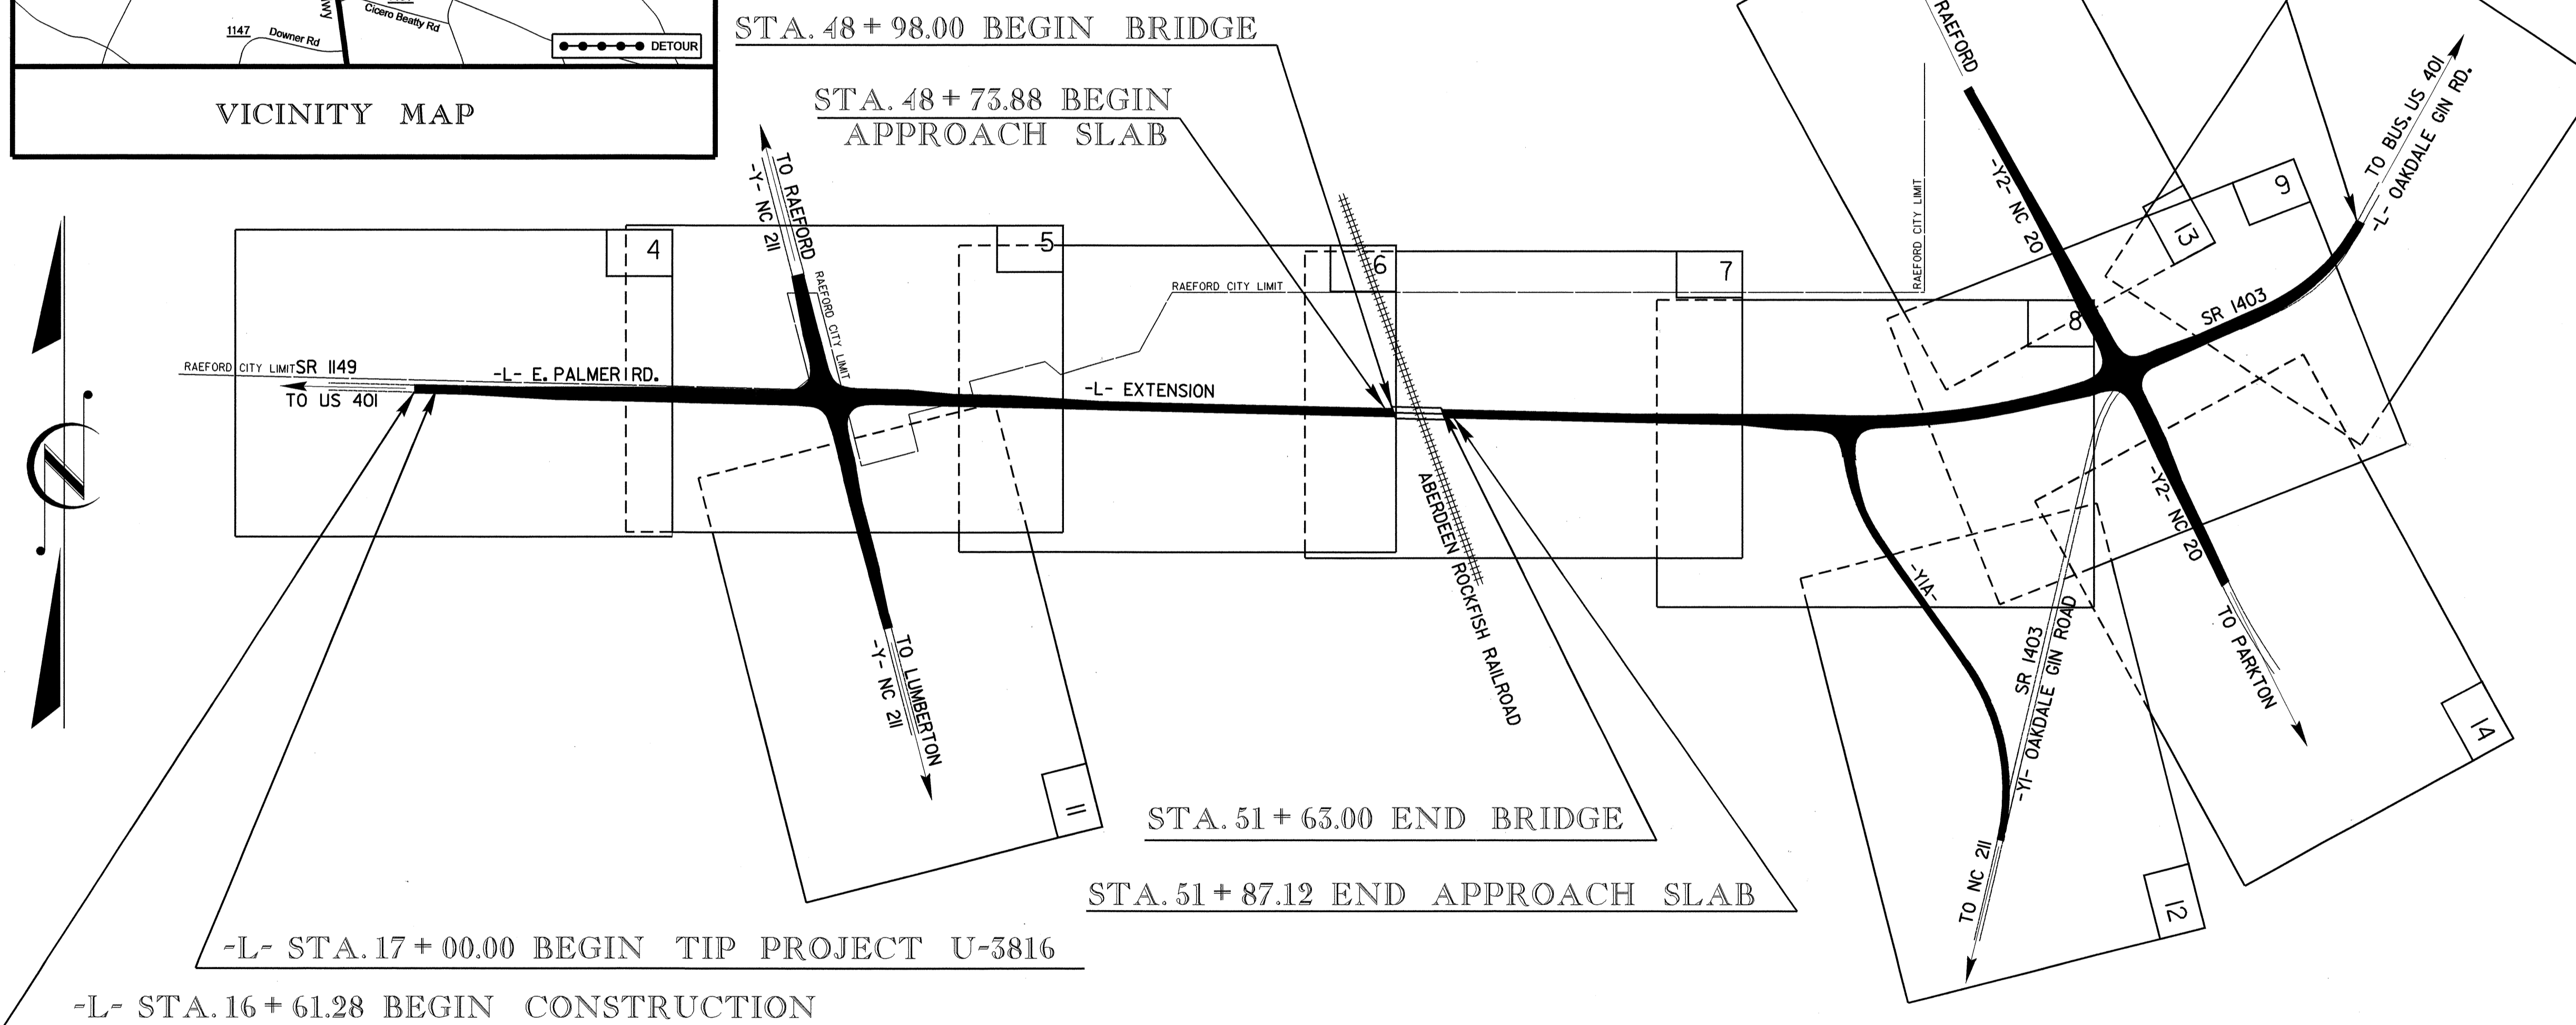 Hwy
Cicero Beatty Rd
1147
Downer Rd
DETOUR
VICINITY MAP
STA. 48 + 98.00 BEGIN BRIDGE
STA. 48 + 73.88 BEGIN
APPROACH SLAB
TO RAEFORD
-Y- NC 211
RAEFORD CITY LIMIT
4
5
6
7
8
9
13
RAEFORD
-Y2- NC 20
RAEFORD CITY LIMIT
TO BUS. US 401
-L- OAKDALE GIN RD.
SR 1403
RAEFORD CITY LIMIT
RAEFORD CITY LIMIT
SR 1149
TO US 401
-L- E. PALMER RD.
-L- EXTENSION
N
ABERDEEN ROCKFISH RAILROAD
-Y2- NC 20
TO PARKTON
-Y1A-
SR 1403
-Y1- OAKDALE GIN ROAD
TO NC 211
TO LUMBERTON
-Y- NC 211
11
12
14
STA. 51 + 63.00 END BRIDGE
STA. 51 + 87.12 END APPROACH SLAB
-L- STA. 17 + 00.00 BEGIN TIP PROJECT U-3816
-L- STA. 16 + 61.28 BEGIN CONSTRUCTION